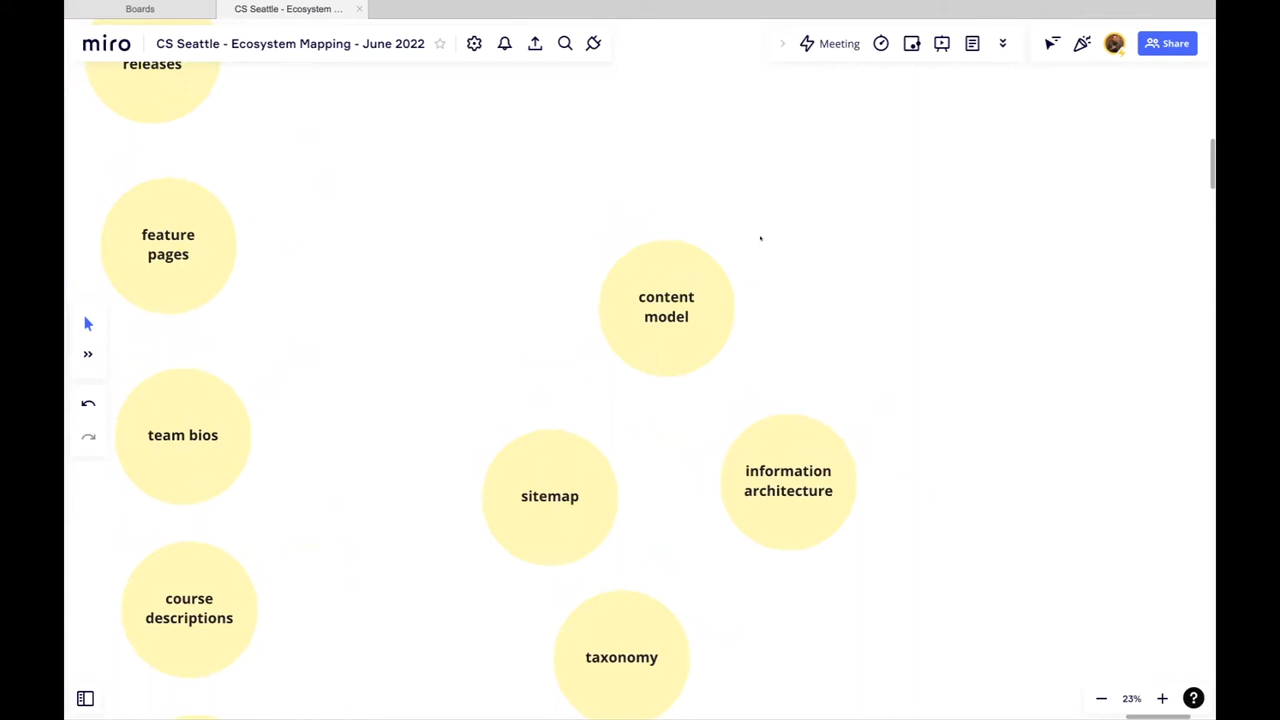 Boards
CS Seattle - Ecosystem ...
miro
CS Seattle - Ecosystem Mapping - June 2022
Meeting
Share
releases
feature
pages
content
model
team bios
sitemap
information
architecture
course
descriptions
taxonomy
23%
?